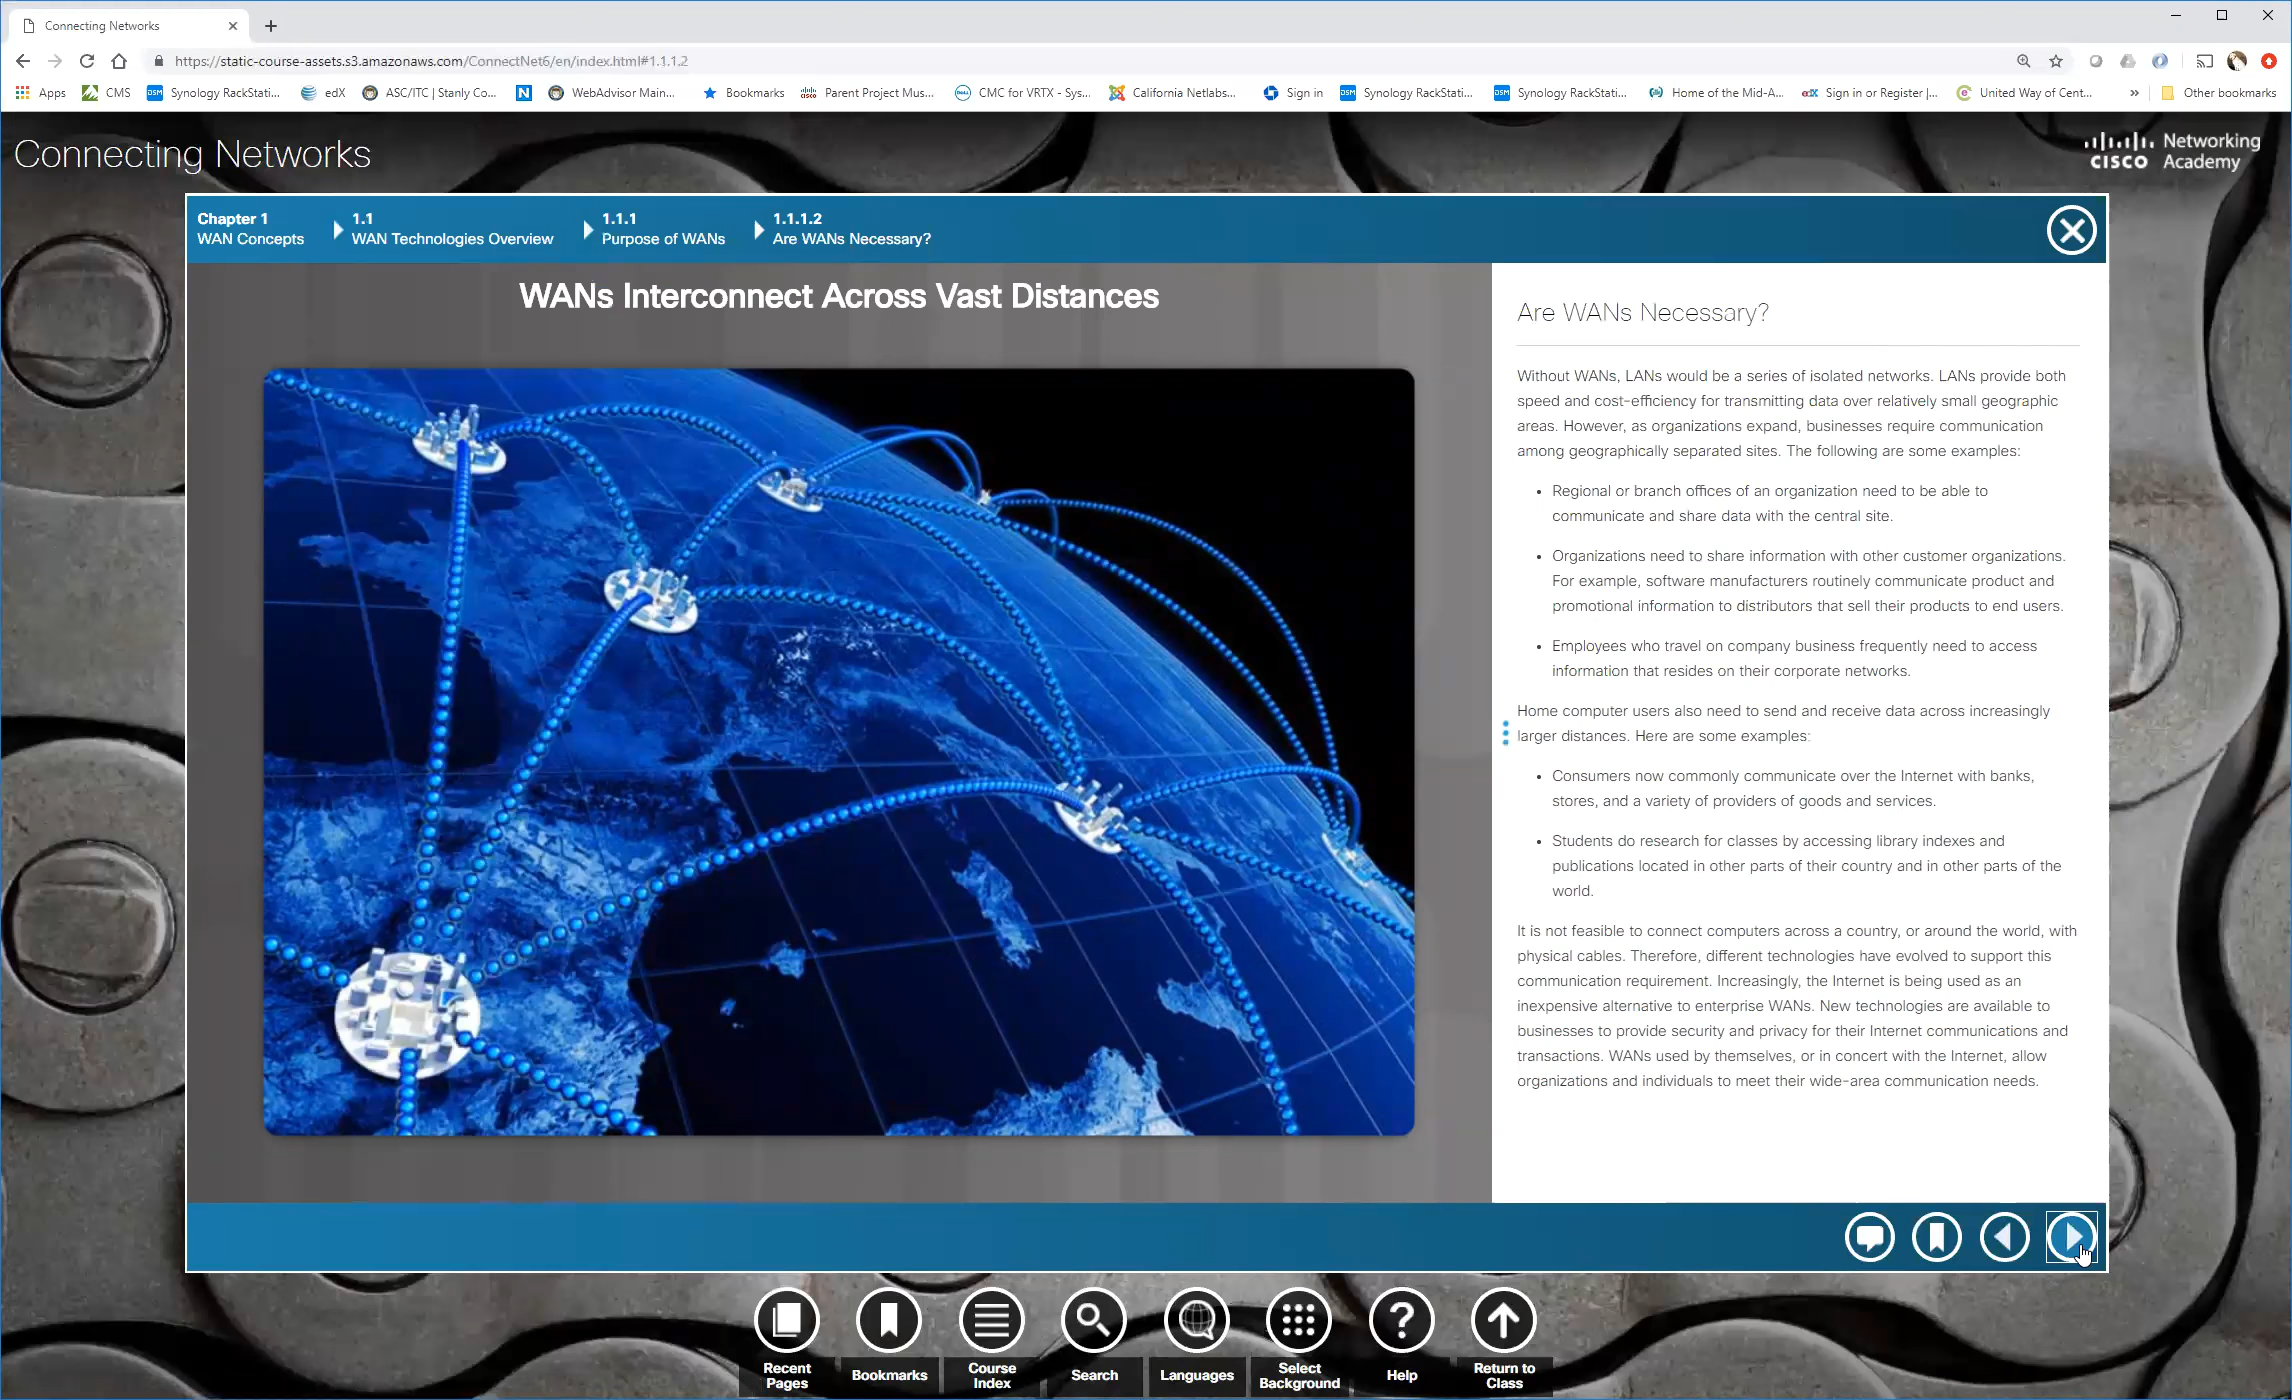 Connecting Networks
https://static-course-assets.s3.amazonaws.com/ConnectNet6/en/index.html#1.1.1.2
Apps CMS DSM Synology RackStati... edX ASC/ITC | Stanly Co... N WebAdvisor Main... Bookmarks Parent Project Mus... CMC for VRTX - Sys... California Netlabs... Sign in DSM Synology RackStati... DSM Synology RackStati... Home of the Mid-A... edX Sign in or Register |... United Way of Cent... » Other bookmarks
Connecting Networks
CISCO Networking Academy
Chapter 1
WAN Concepts
1.1
WAN Technologies Overview
1.1.1
Purpose of WANs
1.1.1.2
Are WANs Necessary?
WANs Interconnect Across Vast Distances
Are WANs Necessary?
Without WANs, LANs would be a series of isolated networks. LANs provide both
speed and cost-efficiency for transmitting data over relatively small geographic
areas. However, as organizations expand, businesses require communication
among geographically separated sites. The following are some examples:
• Regional or branch offices of an organization need to be able to
communicate and share data with the central site.
• Organizations need to share information with other customer organizations.
For example, software manufacturers routinely communicate product and
promotional information to distributors that sell their products to end users.
• Employees who travel on company business frequently need to access
information that resides on their corporate networks.
Home computer users also need to send and receive data across increasingly
larger distances. Here are some examples:
• Consumers now commonly communicate over the Internet with banks,
stores, and a variety of providers of goods and services.
• Students do research for classes by accessing library indexes and
publications located in other parts of their country and in other parts of the
world.
It is not feasible to connect computers across a country, or around the world, with
physical cables. Therefore, different technologies have evolved to support this
communication requirement. Increasingly, the Internet is being used as an
inexpensive alternative to enterprise WANs. New technologies are available to
businesses to provide security and privacy for their Internet communications and
transactions. WANs used by themselves, or in concert with the Internet, allow
organizations and individuals to meet their wide-area communication needs.
Recent Pages
Bookmarks
Course Index
Search
Languages
Select Background
Help
Return to Class